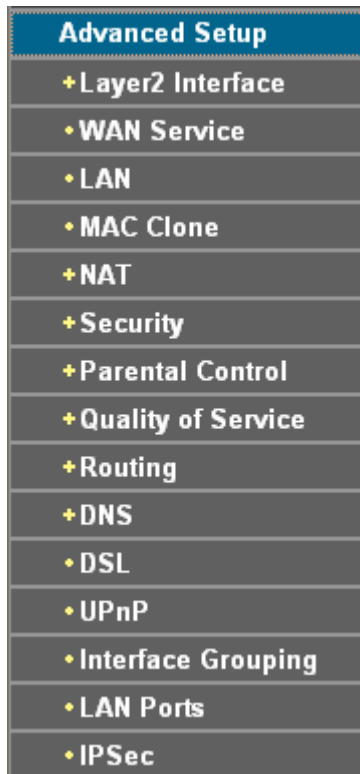 Advanced Setup
+Layer2 Interface
•WAN Service
•LAN
•MAC Clone
+NAT
+Security
+Parental Control
+Quality of Service
+Routing
+DNS
•DSL
•UPnP
•Interface Grouping
•LAN Ports
•IPSec